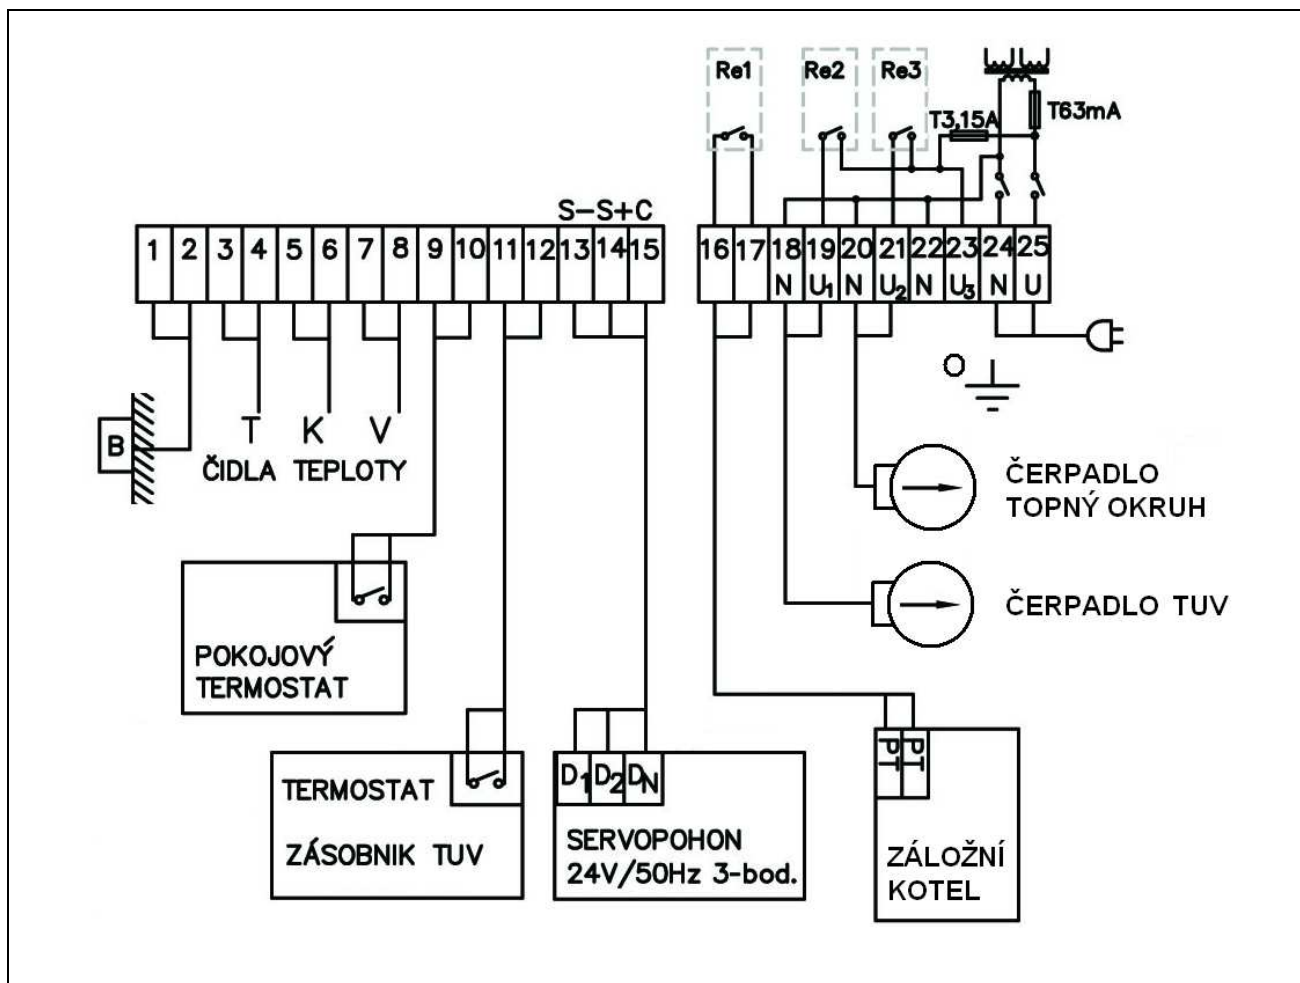 Re1 Re2 Re3
T3,15A T63mA
S-S+C
1 2 3 4 5 6 7 8 9 10 11 12 13 14 15
16 17 18 19 20 21 22 23 24 25
N U1 N U2 N U3 N U
B
T K V
ČIDLA TEPLOTY
ČERPADLO
TOPNÝ OKRUH
ČERPADLO TUV
POKOJOVÝ
TERMOSTAT
TERMOSTAT
ZÁSOBNIK TUV
D1 D2 DN
SERVOPOHON
24V/50Hz 3-bod.
PT PT
ZÁLOŽNÍ
KOTEL